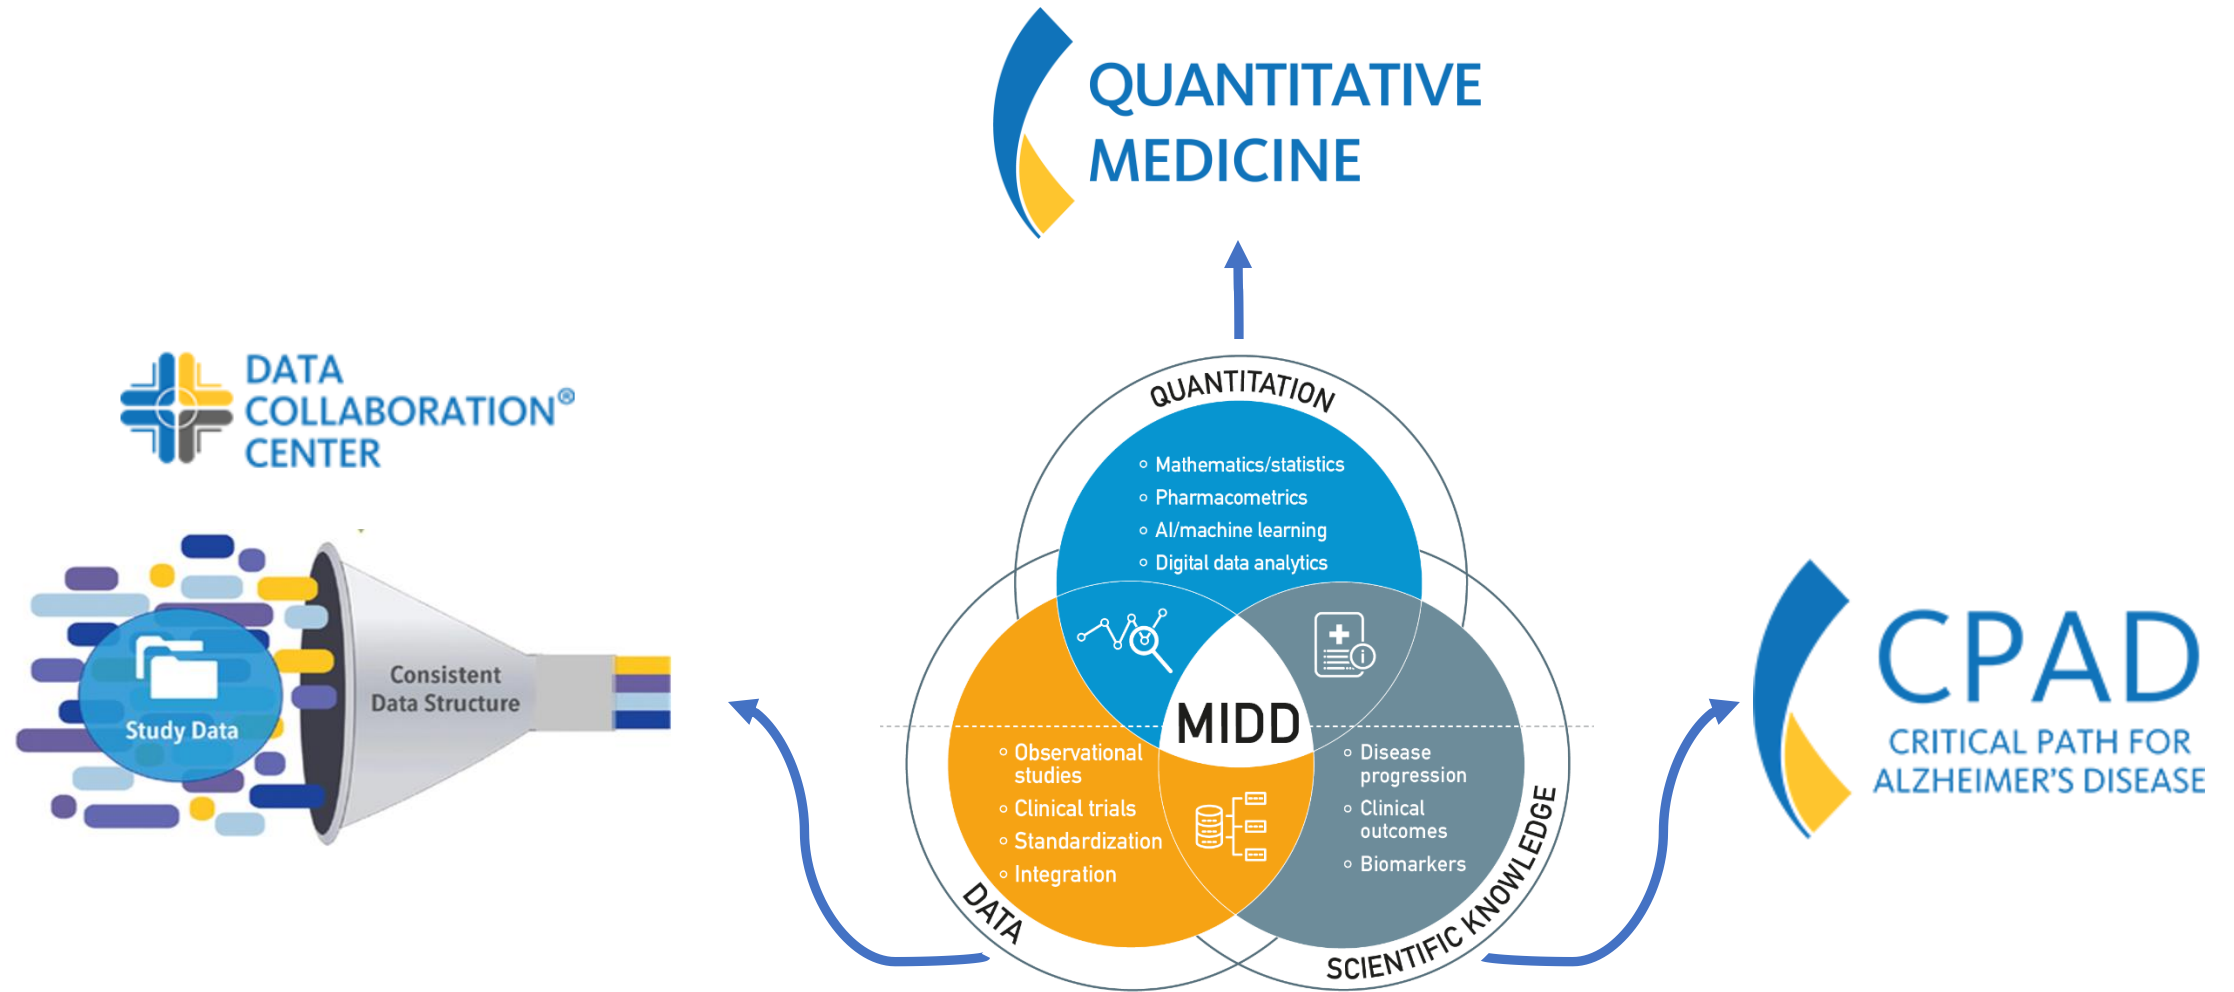 QUANTITATIVE
MEDICINE
DATA
COLLABORATION®
CENTER
Study Data
Consistent
Data Structure
QUANTITATION
Mathematics/statistics
Pharmacometrics
AI/machine learning
Digital data analytics
MIDD
Observational
studies
Clinical trials
Standardization
Integration
DATA
Disease
progression
Clinical
outcomes
Biomarkers
SCIENTIFIC KNOWLEDGE
CPAD
CRITICAL PATH FOR
ALZHEIMER'S DISEASE